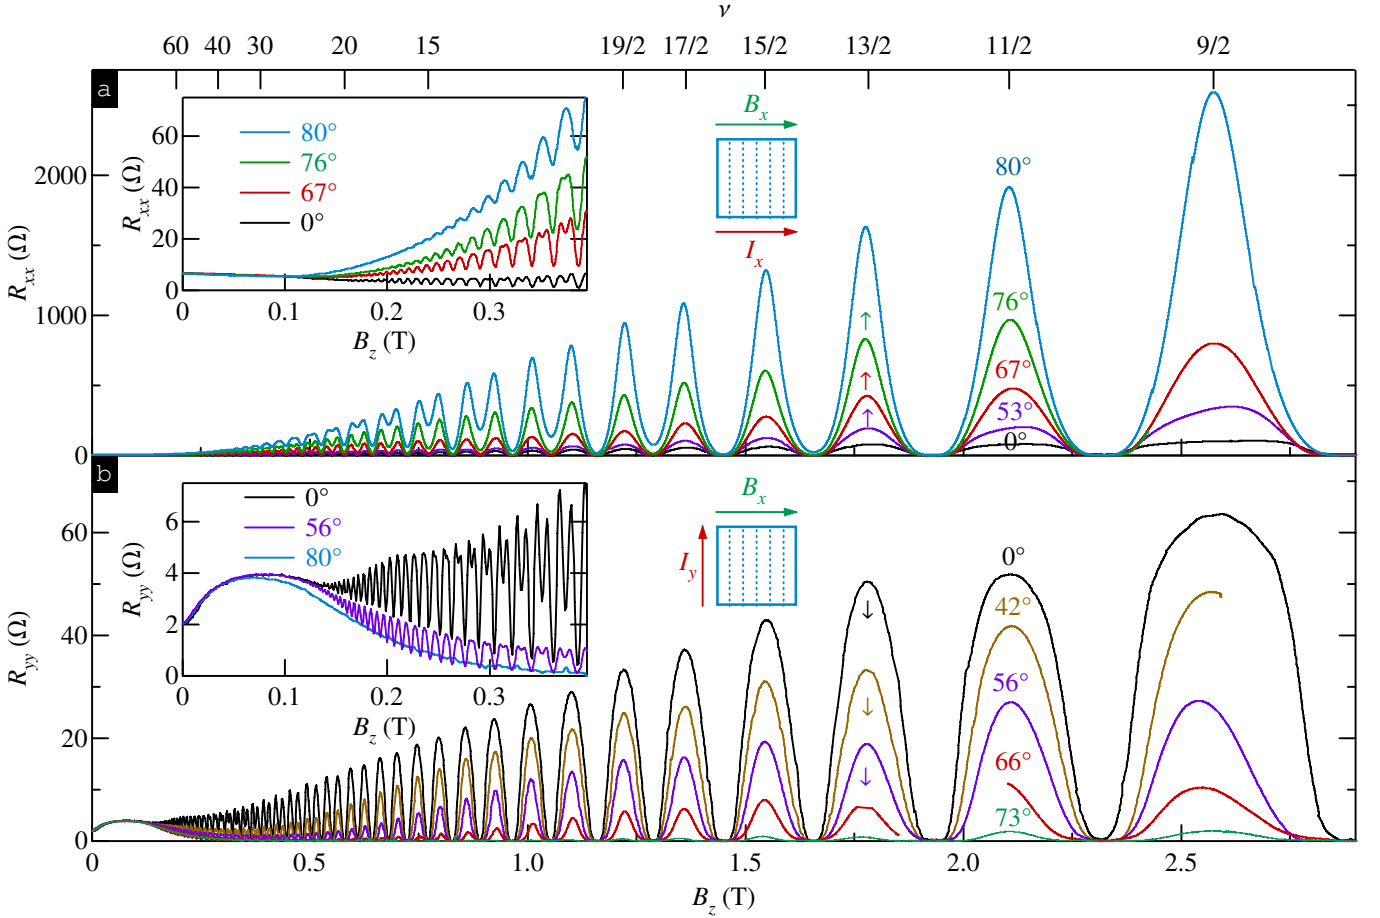 ν
60 40 30 20 15 19/2 17/2 15/2 13/2 11/2 9/2
a
R_xx (Ω)
2000
1000
0
R_xx (Ω)
60
40
20
0
80°
76°
67°
0°
0 0.1 0.2 0.3
B_z (T)
B_x
I_x
↑
↑
↑
80°
76°
67°
53°
0°
b
R_yy (Ω)
60
40
20
0
R_yy (Ω)
6
4
2
0
0°
56°
80°
0 0.1 0.2 0.3
B_z (T)
B_x
I_y
↓
↓
↓
0°
42°
56°
66°
73°
0 0.5 1.0 1.5 2.0 2.5
B_z (T)